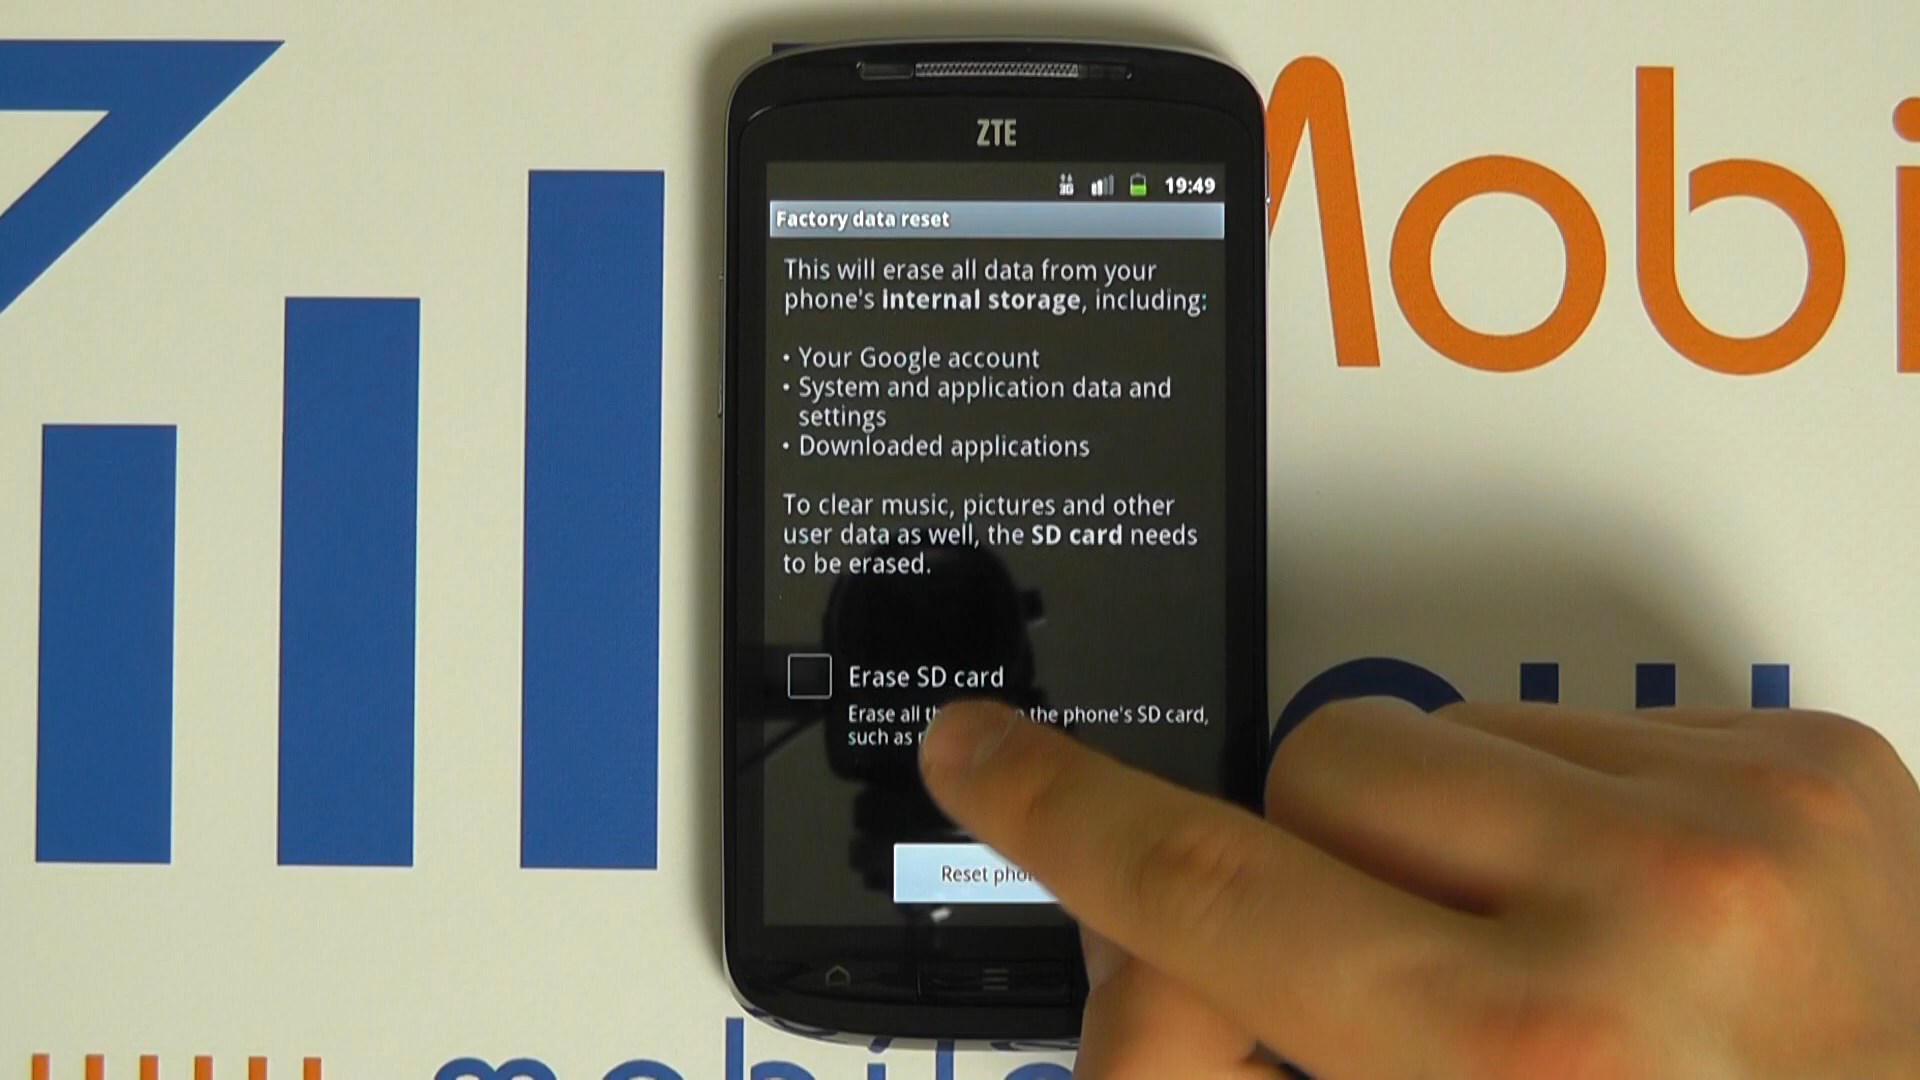 Mobi
ZTE
3G 19:49
Factory data reset
This will erase all data from your
phone's internal storage, including:
• Your Google account
• System and application data and
settings
• Downloaded applications
To clear music, pictures and other
user data as well, the SD card needs
to be erased.
Erase SD card
Erase all the phone's SD card,
such as
Reset